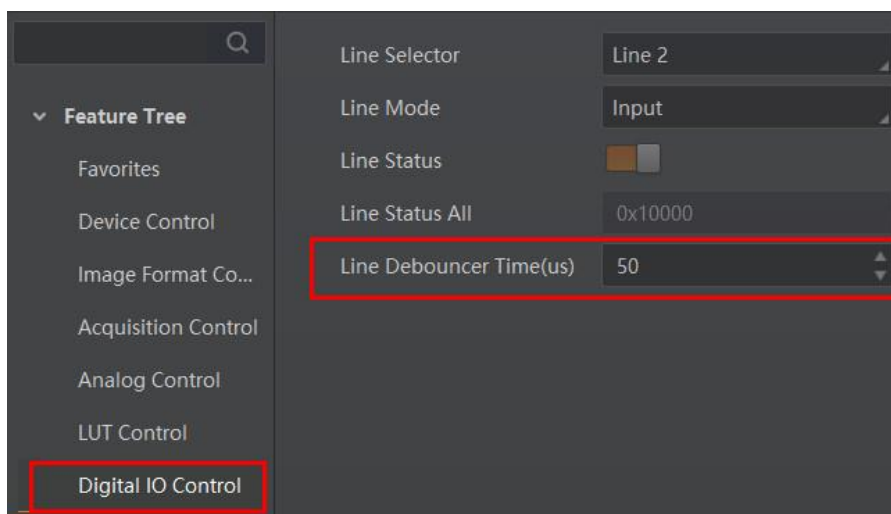 Line Selector Line 2
Feature Tree
Line Mode Input
Favorites
Line Status
Device Control
Line Status All 0x10000
Image Format Co...
Line Debouncer Time(us) 50
Acquisition Control
Analog Control
LUT Control
Digital IO Control